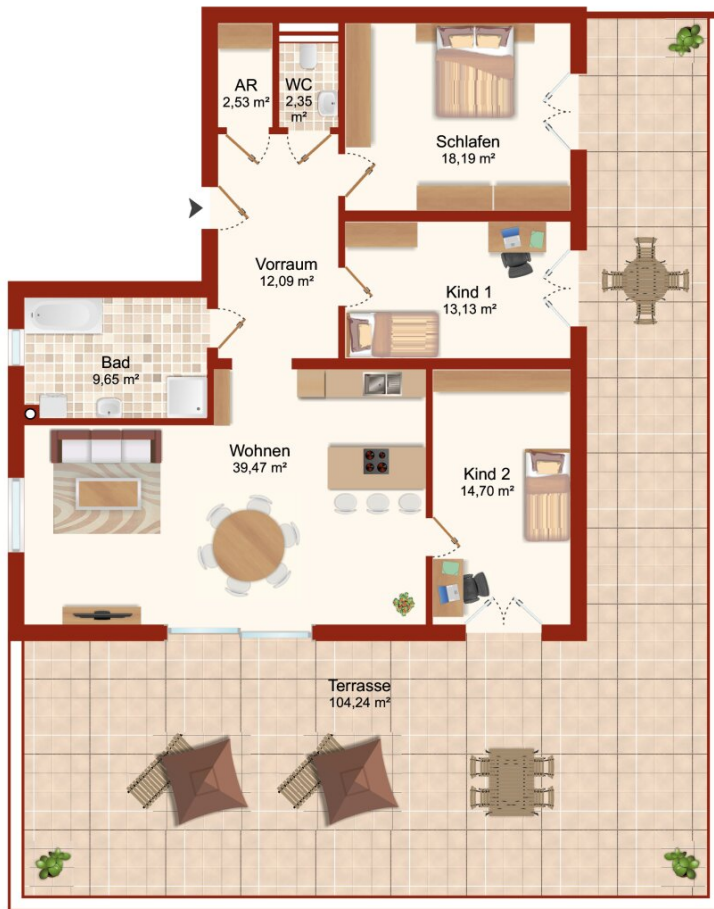 AR
2,53 m²
WC
2,35
m²
Schlafen
18,19 m²
Vorraum
12,09 m²
Kind 1
13,13 m²
Bad
9,65 m²
Wohnen
39,47 m²
Kind 2
14,70 m²
Terrasse
104,24 m²